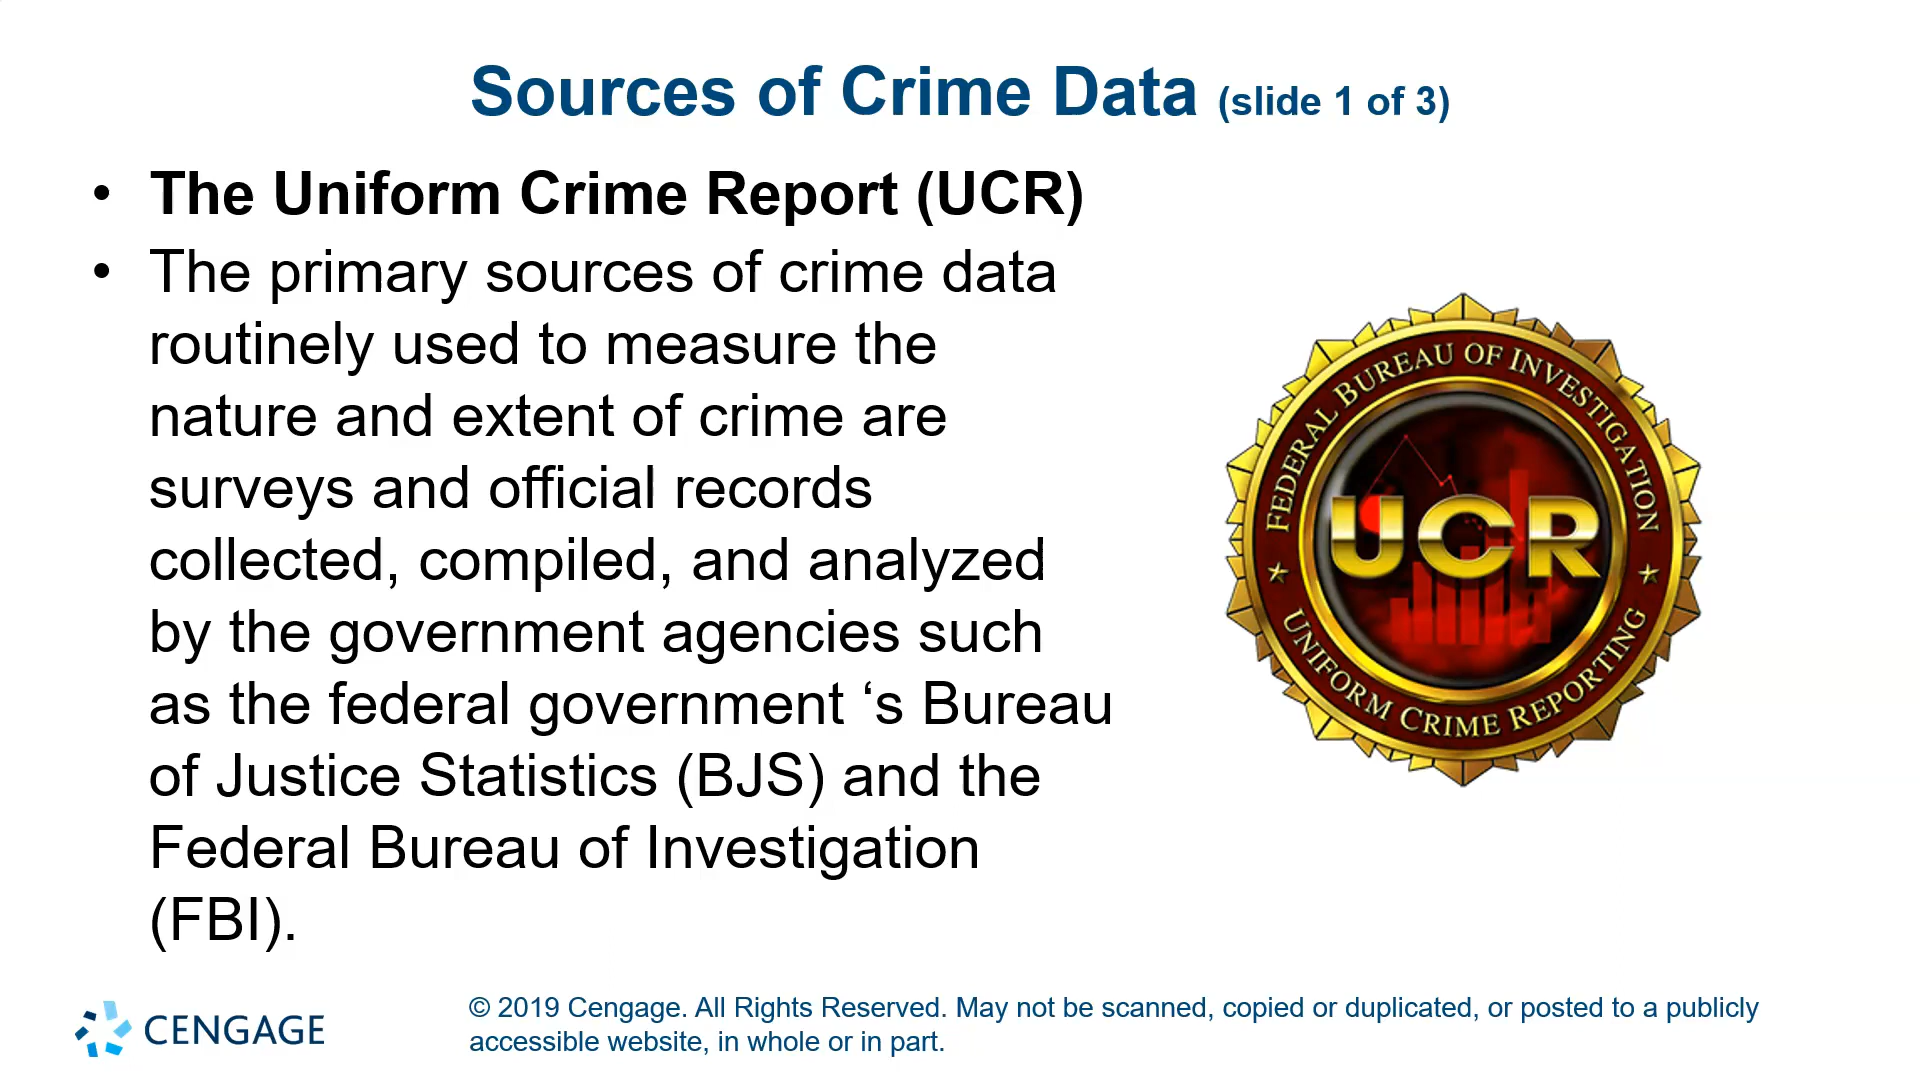 Sources of Crime Data (slide 1 of 3)
• The Uniform Crime Report (UCR)
• The primary sources of crime data
routinely used to measure the
nature and extent of crime are
surveys and official records
collected, compiled, and analyzed
by the government agencies such
as the federal government ‘s Bureau
of Justice Statistics (BJS) and the
Federal Bureau of Investigation
(FBI).
FEDERAL BUREAU OF INVESTIGATION
UCR
UNIFORM CRIME REPORTING
CENGAGE
© 2019 Cengage. All Rights Reserved. May not be scanned, copied or duplicated, or posted to a publicly
accessible website, in whole or in part.